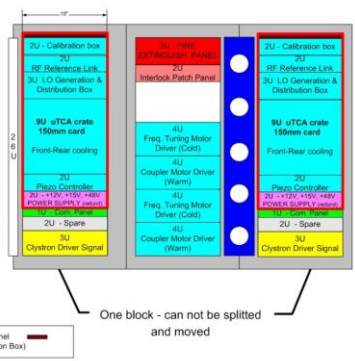 19"
26U
2U - Calibration box
2U
RF Reference Link
3U LO Generation &
Distribution Box
9U uTCA crate
150mm card
Front-Rear cooling
2U
Piezo Controller
2U - +12V, +15V, +48V
POWER SUPPLY (redund)
1U - Com. Panel
2U - Spare
3U
Clystron Driver Signal
3U - FIRE
EXTINGUISH PANEL
2U
Interlock Patch Panel
4U
Freq. Tuning Motor
Driver (Cold)
4U
Coupler Motor Driver
(Warm)
4U
Freq. Tuning Motor
Driver (Cold)
4U
Coupler Motor Driver
(Warm)
2U - Calibration box
2U
RF Reference Link
3U LO Generation &
Distribution Box
9U uTCA crate
150mm card
Front-Rear cooling
2U
Piezo Controller
2U - +12V, +15V, +48V
POWER SUPPLY (redund)
1U - Com. Panel
2U - Spare
3U
Clystron Driver Signal
One block - can not be splitted
and moved
Box)